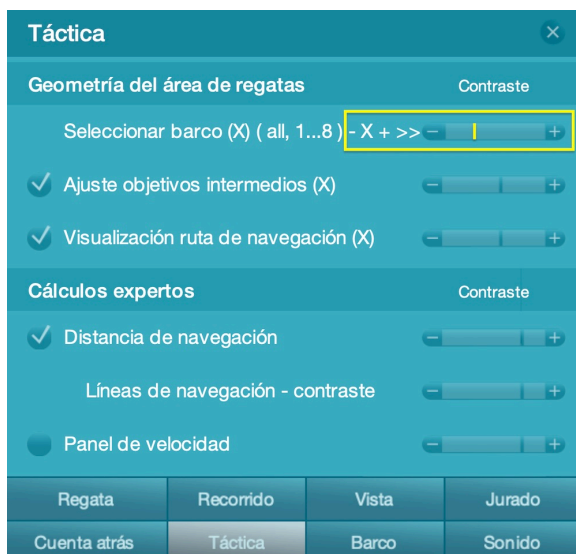 Táctica
Geometría del área de regatas Contraste
Seleccionar barco (X) ( all, 1...8 ) - X + >>
Ajuste objetivos intermedios (X)
Visualización ruta de navegación (X)
Cálculos expertos Contraste
Distancia de navegación
Líneas de navegación - contraste
Panel de velocidad
Regata Recorrido Vista Jurado
Cuenta atrás Táctica Barco Sonido